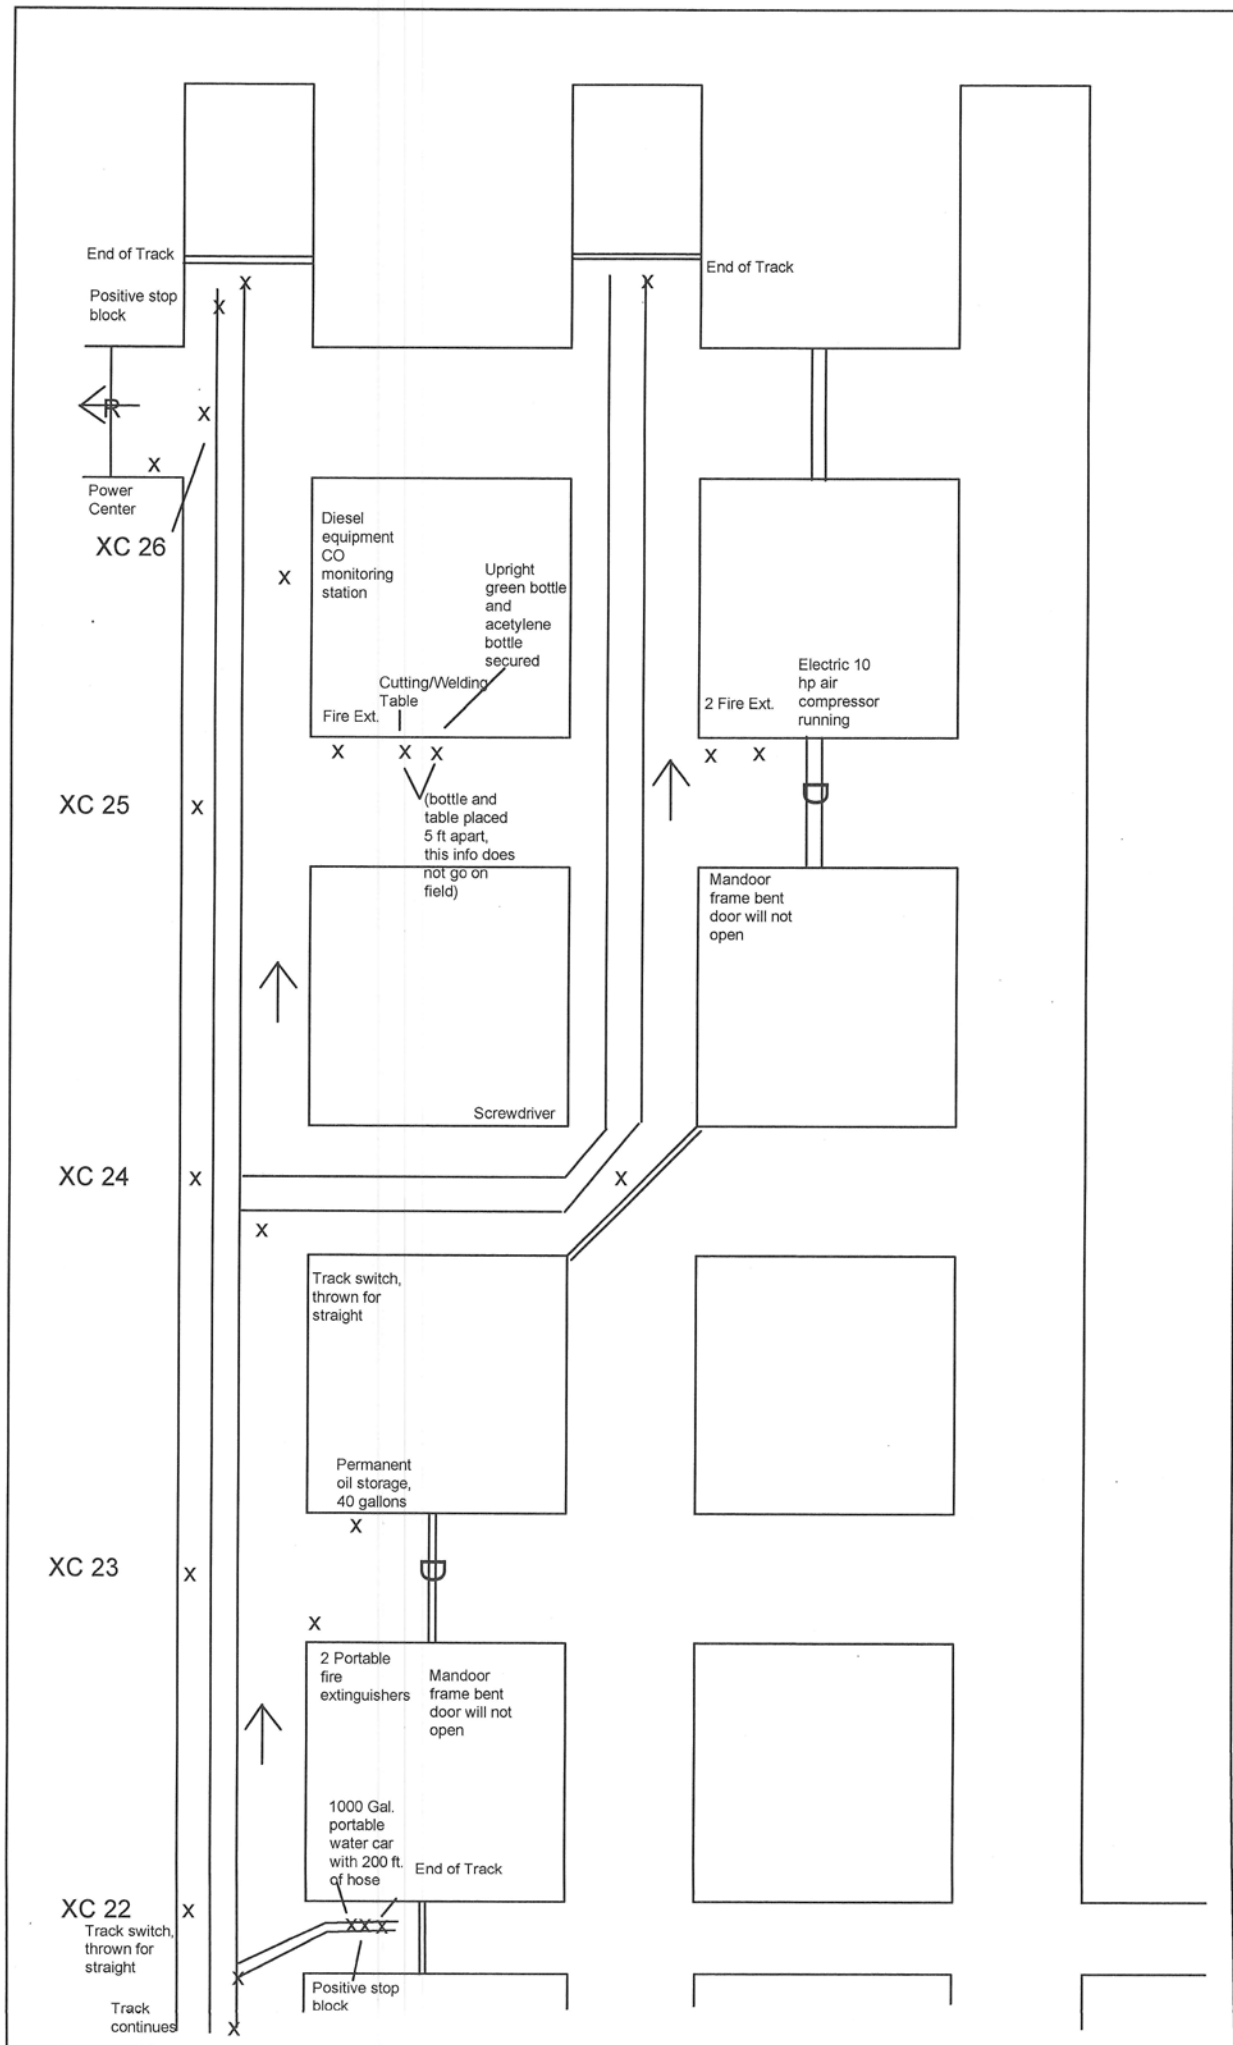 End of Track
End of Track
Positive stop
block
X
X
X
R
X
X
Power
Center
XC 26
Diesel
equipment
CO
monitoring
station
X
Upright
green bottle
and
acetylene
bottle
secured
Cutting/Welding
Table
Fire Ext.
2 Fire Ext.
Electric 10
hp air
compressor
running
X
X
X
X
X
D
XC 25
X
(bottle and
table placed
5 ft apart,
this info does
not go on
field)
Mandoor
frame bent
door will not
open
Screwdriver
XC 24
X
X
X
Track switch,
thrown for
straight
Permanent
oil storage,
40 gallons
X
XC 23
X
D
X
2 Portable
fire
extinguishers
Mandoor
frame bent
door will not
open
1000 Gal.
portable
water car
with 200 ft.
of hose
End of Track
XC 22
X
X
X
X
Track switch,
thrown for
straight
X
Positive stop
block
Track
continues
X